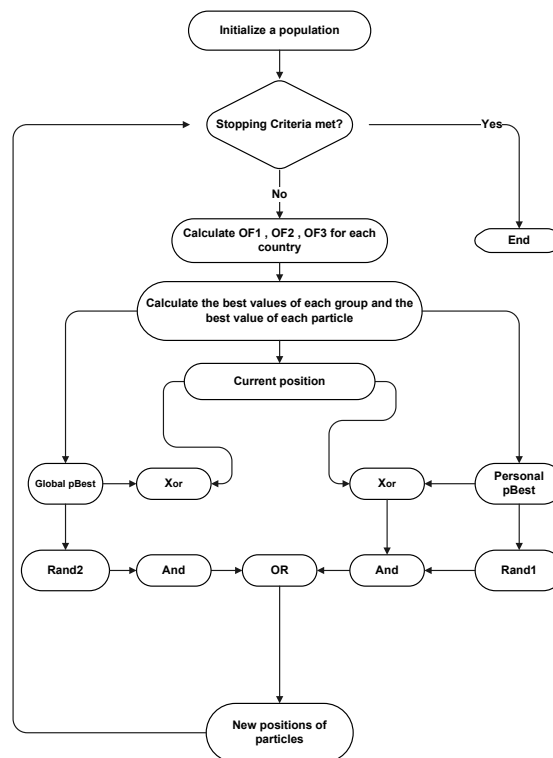 Initialize a population
Stopping Criteria met?
Yes
No
Calculate OF1 , OF2 , OF3 for each
country
End
Calculate the best values of each group and the
best value of each particle
Current position
Global pBest
Xor
Xor
Personal
pBest
Rand2
And
OR
And
Rand1
New positions of
particles